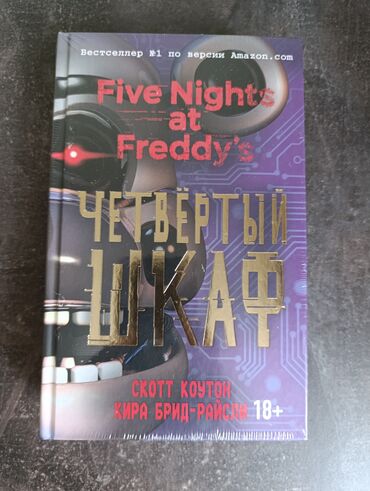 Бестселлер №1 по версии Amazon.com
Five Nights
at
Freddy's
ЧЕТВЁРТЫЙ
ШКАФ
СКОТТ КОУТОН
КИРА БРИД-РАЙСЛИ 18+